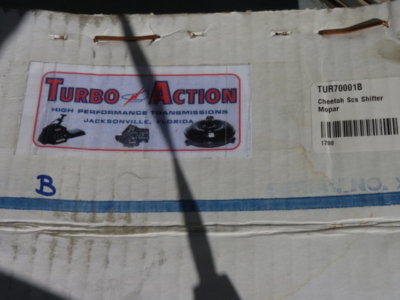 TURBO ACTION
HIGH PERFORMANCE TRANSMISSIONS
JACKSONVILLE, FLORIDA
TUR70001B
Cheetah Scs Shifter
Mopar
1798
B